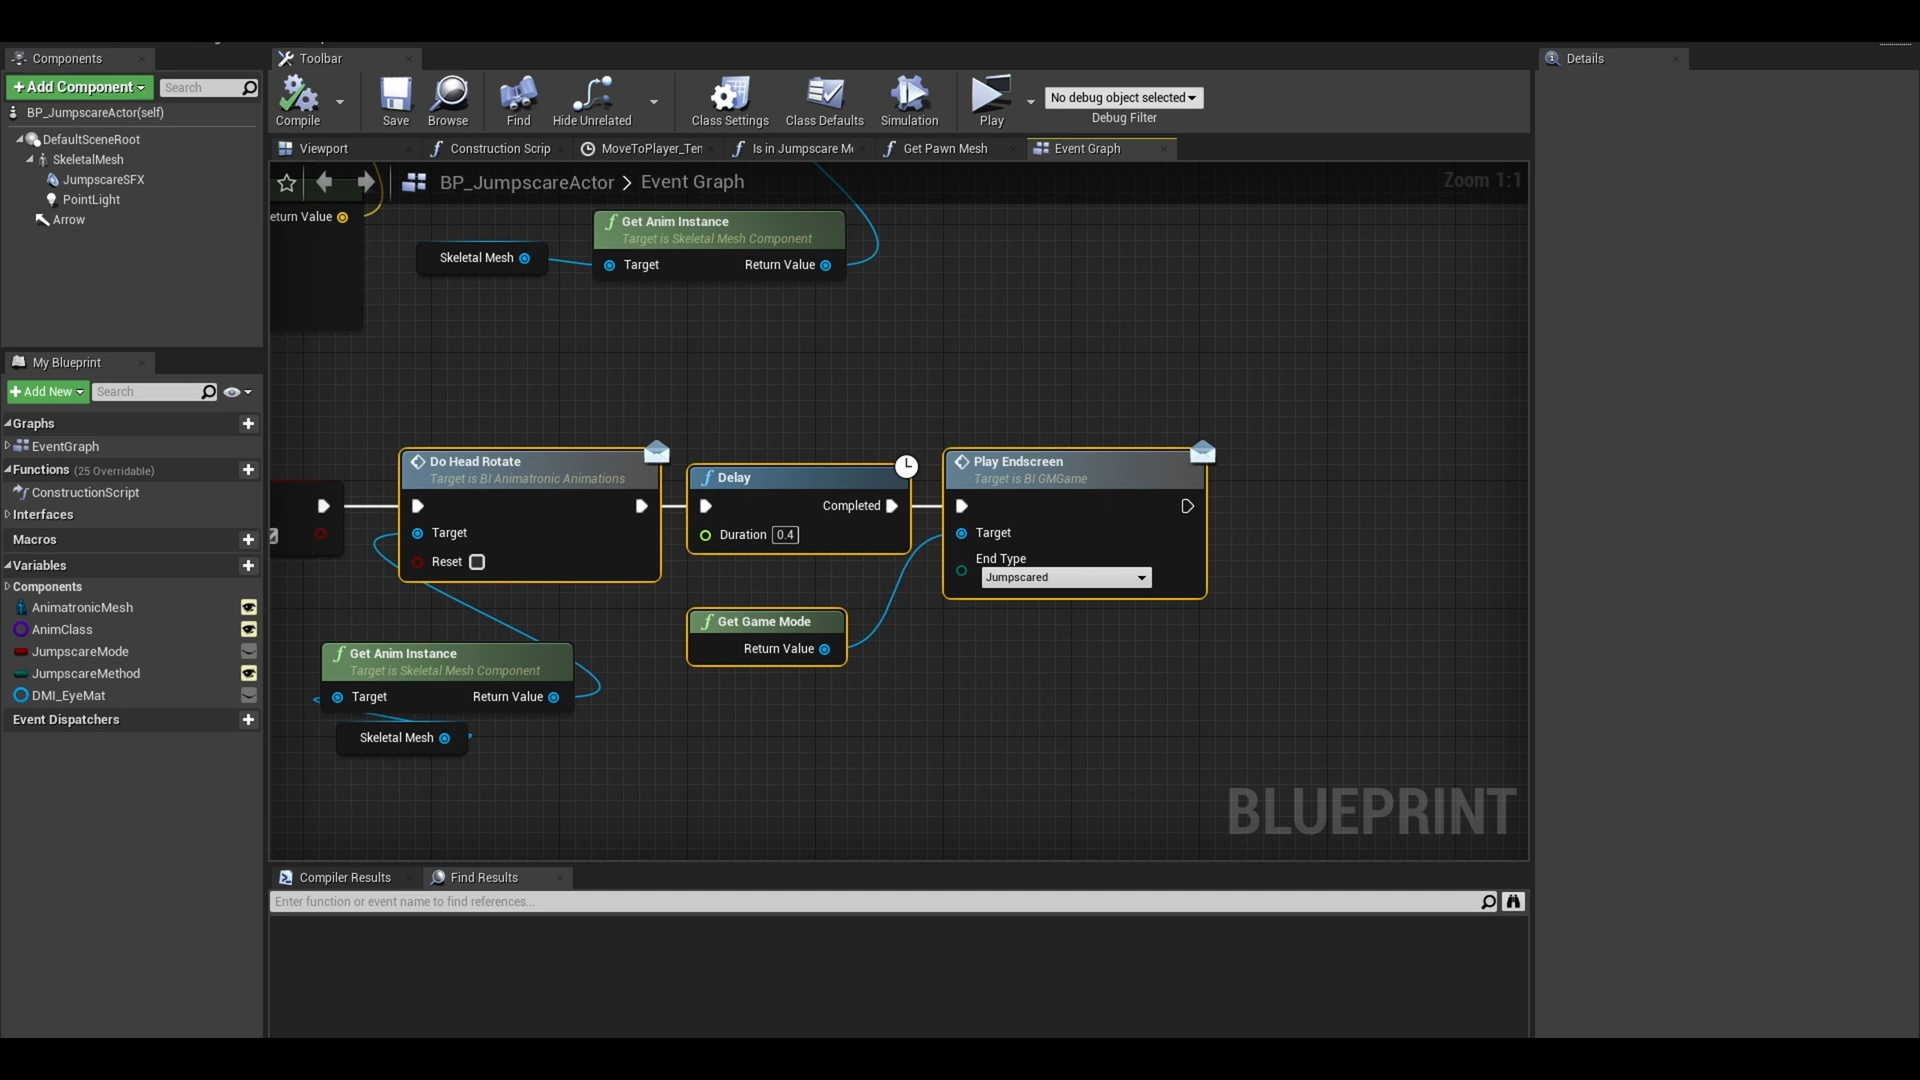 Components
Toolbar
Details
+Add Component
Search
BP_JumpscareActor(self)
DefaultSceneRoot
SkeletalMesh
JumpscareSFX
PointLight
Arrow
Compile
Save
Browse
Find
Hide Unrelated
Class Settings
Class Defaults
Simulation
Play
No debug object selected
Debug Filter
Viewport
Construction Scrip
MoveToPlayer_Ten
Is in Jumpscare M
Get Pawn Mesh
Event Graph
BP_JumpscareActor > Event Graph
Zoom 1:1
eturn Value
Skeletal Mesh
Get Anim Instance
Target is Skeletal Mesh Component
Target
Return Value
My Blueprint
+Add New
Search
Graphs
EventGraph
Functions (25 Overridable)
ConstructionScript
Interfaces
Macros
Variables
Components
AnimatronicMesh
AnimClass
JumpscareMode
JumpscareMethod
DMI_EyeMat
Event Dispatchers
Do Head Rotate
Target is BI Animatronic Animations
Target
Reset
Delay
Completed
Duration 0.4
Play Endscreen
Target is BI GMGame
Target
End Type
Jumpscared
Get Game Mode
Return Value
Get Anim Instance
Target is Skeletal Mesh Component
Target
Return Value
Skeletal Mesh
BLUEPRINT
Compiler Results
Find Results
Enter function or event name to find references...